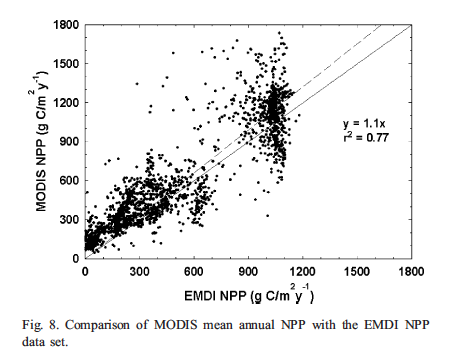 1800
1500
1200
900
600
300
0
MODIS NPP (g C/m² y⁻¹)
y = 1.1x
r² = 0.77
0 300 600 900 1200 1500 1800
EMDI NPP (g C/m² y⁻¹)
Fig. 8. Comparison of MODIS mean annual NPP with the EMDI NPP
data set.